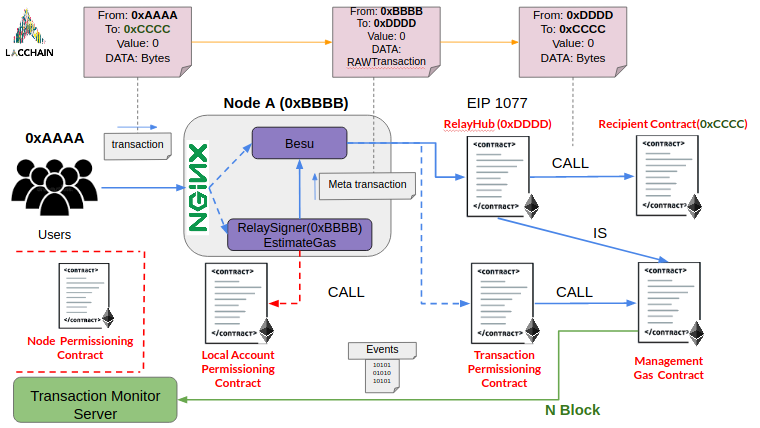 From: 0xAAAA
To: 0xCCCC
Value: 0
DATA: Bytes
From: 0xBBBB
To: 0xDDDD
Value: 0
DATA:
RAWTransaction
From: 0xDDDD
To: 0xCCCC
Value: 0
DATA: Bytes
LACCHAIN
Node A (0xBBBB)
EIP 1077
RelayHub (0xDDDD)
Recipient Contract(0xCCCC)
0xAAAA
transaction
NGINX
Besu
Meta transaction
RelaySigner(0xBBBB)
EstimateGas
Users
<contract>
</contract>
CALL
<contract>
</contract>
IS
<contract>
</contract>
Node Permissioning
Contract
<contract>
</contract>
Local Account
Permissioning
Contract
CALL
<contract>
</contract>
Transaction
Permissioning
Contract
CALL
<contract>
</contract>
Management
Gas Contract
Events
10101
01010
10101
Transaction Monitor
Server
N Block